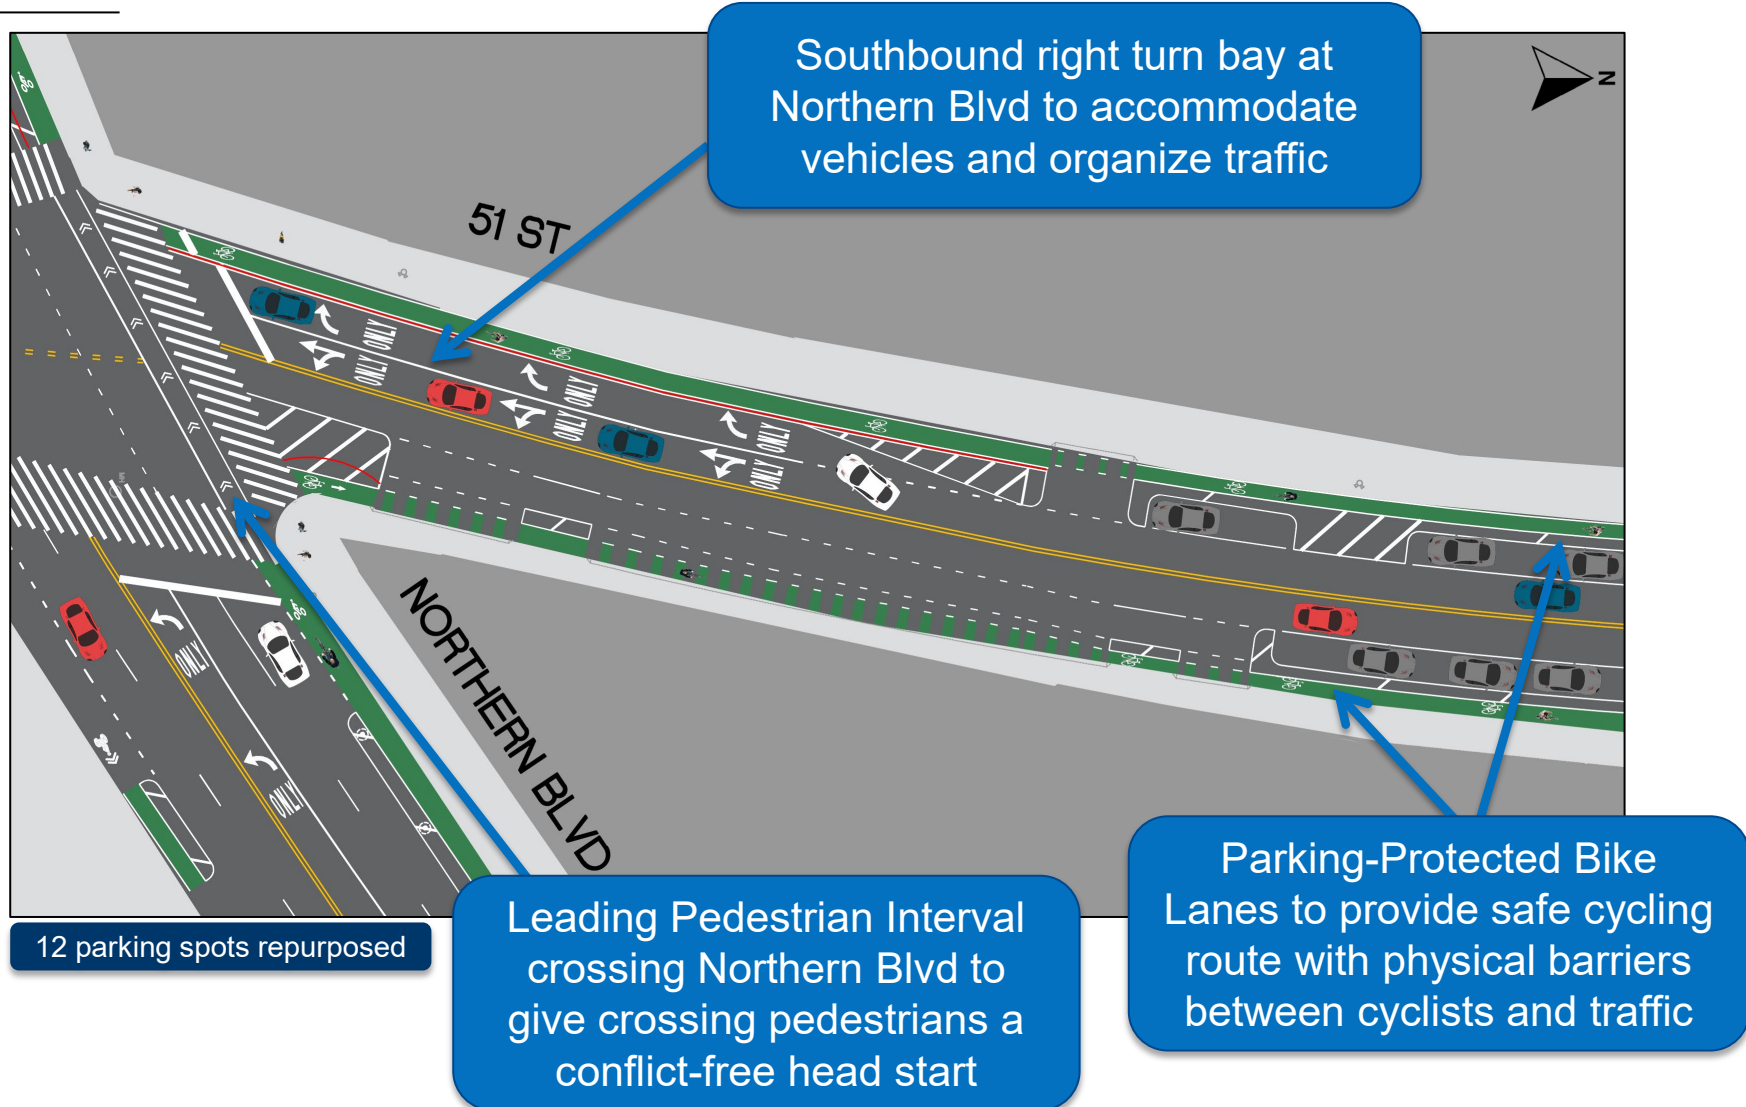 Southbound right turn bay at
Northern Blvd to accommodate
vehicles and organize traffic
N
51 ST
ONLY
ONLY
ONLY
ONLY
ONLY
ONLY
NORTHERN BLVD
ONLY
ONLY
12 parking spots repurposed
Leading Pedestrian Interval
crossing Northern Blvd to
give crossing pedestrians a
conflict-free head start
Parking-Protected Bike
Lanes to provide safe cycling
route with physical barriers
between cyclists and traffic